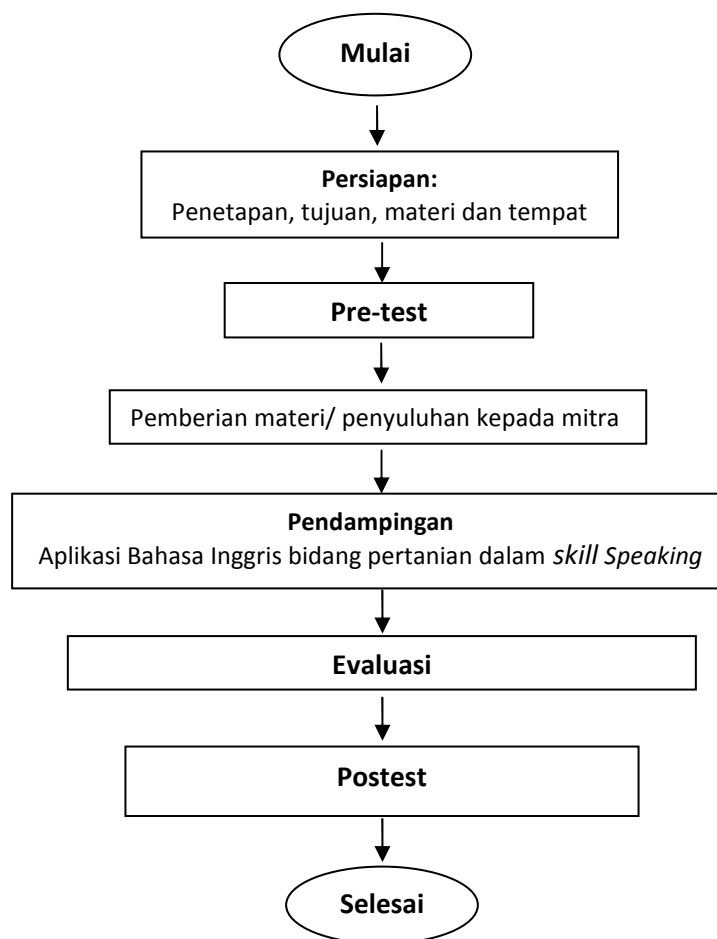 Mulai
Persiapan:
Penetapan, tujuan, materi dan tempat
Pre-test
Pemberian materi/ penyuluhan kepada mitra
Pendampingan
Aplikasi Bahasa Inggris bidang pertanian dalam skill Speaking
Evaluasi
Postest
Selesai